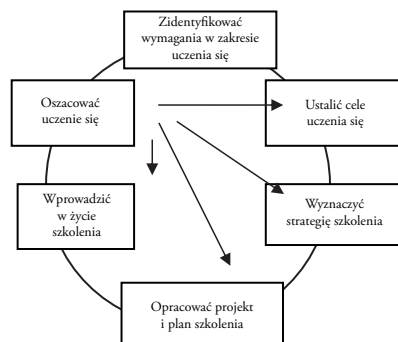 Zidentyfikować
wymagania w zakresie
uczenia się
Oszacować
uczenie się
Ustalić cele
uczenia się
Wprowadzić
w życie
szkolenia
Wyznaczyć
strategię szkolenia
Opracować projekt
i plan szkolenia